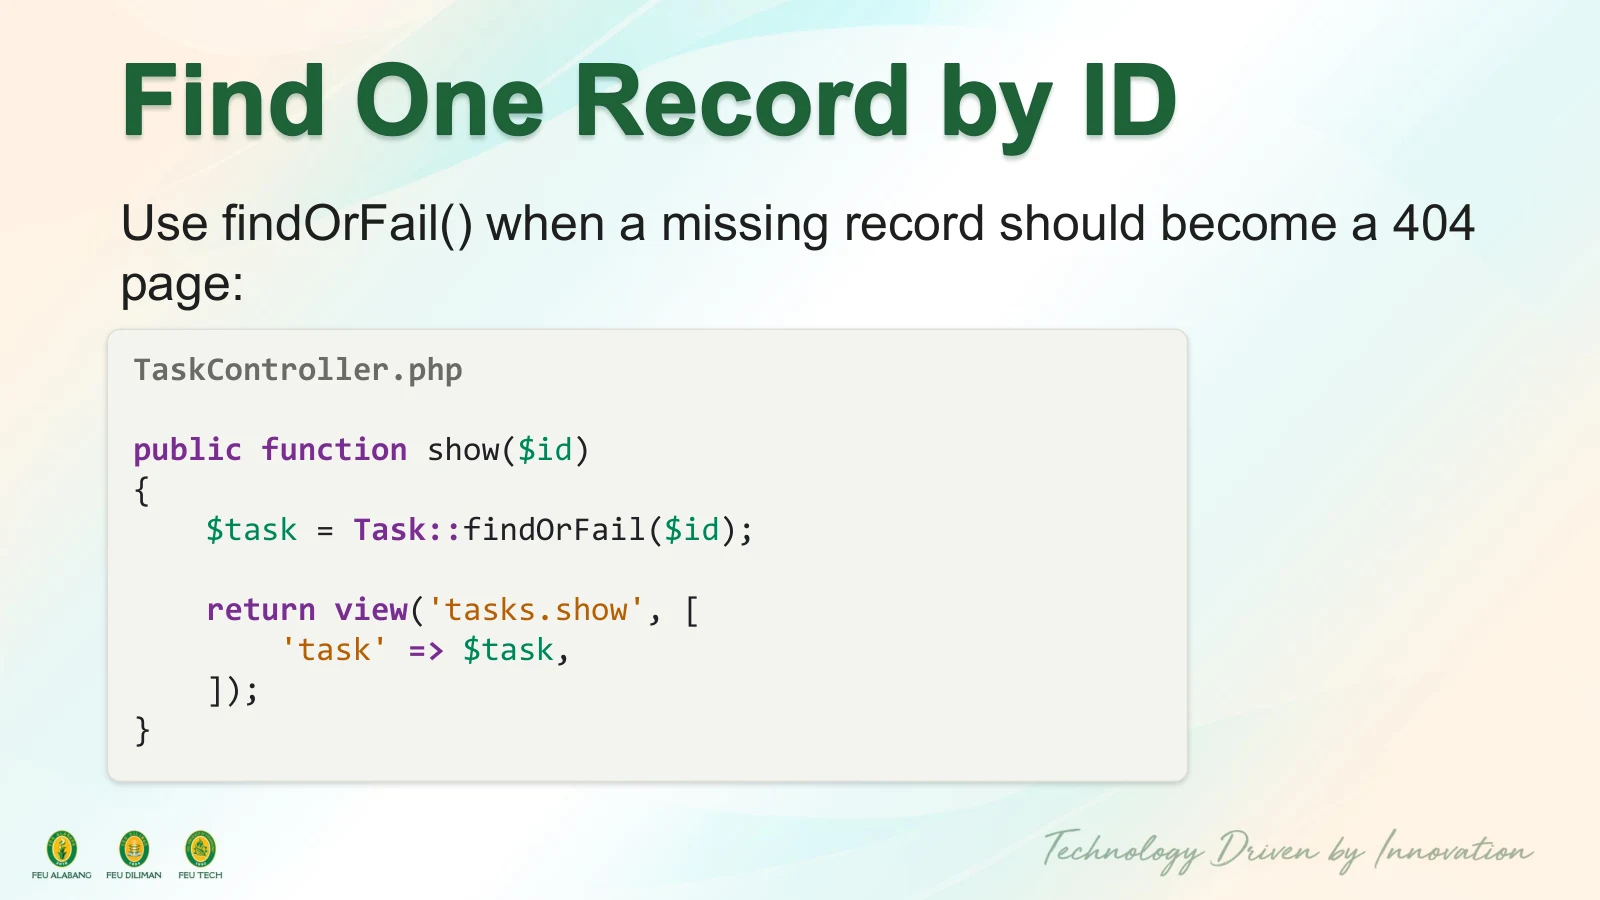 Find One Record by ID
Use findOrFail() when a missing record should become a 404
page:
TaskController.php
public function show($id)
{
    $task = Task::findOrFail($id);
    return view('tasks.show', [
        'task' => $task,
    ]);
}
FEU ALABANG
FEU DILIMAN
FEU TECH
Technology Driven by Innovation